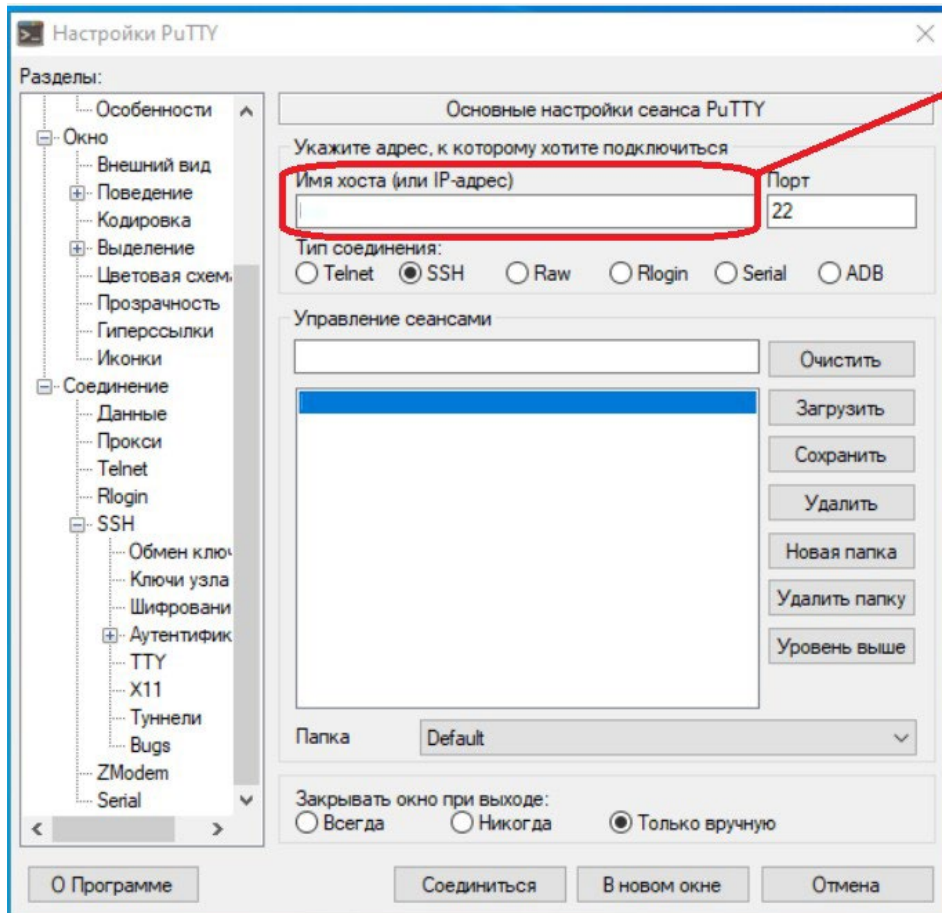 Настройки PuTTY
Разделы:
Особенности
Окно
Внешний вид
Поведение
Кодировка
Выделение
Цветовая схем
Прозрачность
Гиперссылки
Иконки
Соединение
Данные
Прокси
Telnet
Rlogin
SSH
Обмен ключ
Ключи узла
Шифровани
Аутентифик
TTY
X11
Туннели
Bugs
ZModem
Serial
Основные настройки сеанса PuTTY
Укажите адрес, к которому хотите подключиться
Имя хоста (или IP-адрес) Порт
22
Тип соединения:
Telnet SSH Raw Rlogin Serial ADB
Управление сеансами
Очистить
Загрузить
Сохранить
Удалить
Новая папка
Удалить папку
Уровень выше
Папка Default
Закрывать окно при выходе:
Всегда Никогда Только вручную
О Программе Соединиться В новом окне Отмена